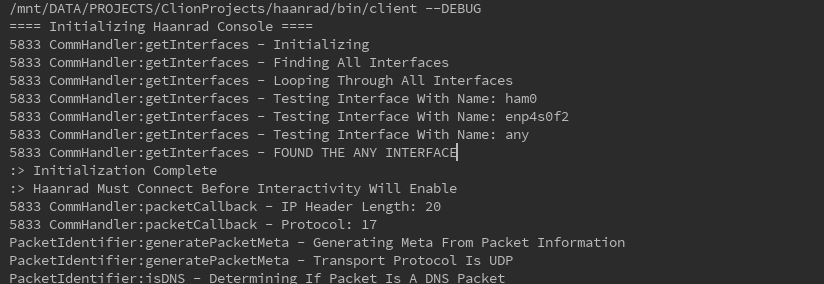 /mnt/DATA/PROJECTS/ClionProjects/haanrad/bin/client --DEBUG
==== Initializing Haanrad Console ====
5833 CommHandler:getInterfaces - Initializing
5833 CommHandler:getInterfaces - Finding All Interfaces
5833 CommHandler:getInterfaces - Looping Through All Interfaces
5833 CommHandler:getInterfaces - Testing Interface With Name: ham0
5833 CommHandler:getInterfaces - Testing Interface With Name: enp4s0f2
5833 CommHandler:getInterfaces - Testing Interface With Name: any
5833 CommHandler:getInterfaces - FOUND THE ANY INTERFACE
:> Initialization Complete
:> Haanrad Must Connect Before Interactivity Will Enable
5833 CommHandler:packetCallback - IP Header Length: 20
5833 CommHandler:packetCallback - Protocol: 17
PacketIdentifier:generatePacketMeta - Generating Meta From Packet Information
PacketIdentifier:generatePacketMeta - Transport Protocol Is UDP
PacketIdentifier:isDNS - Determining If Packet Is A DNS Packet